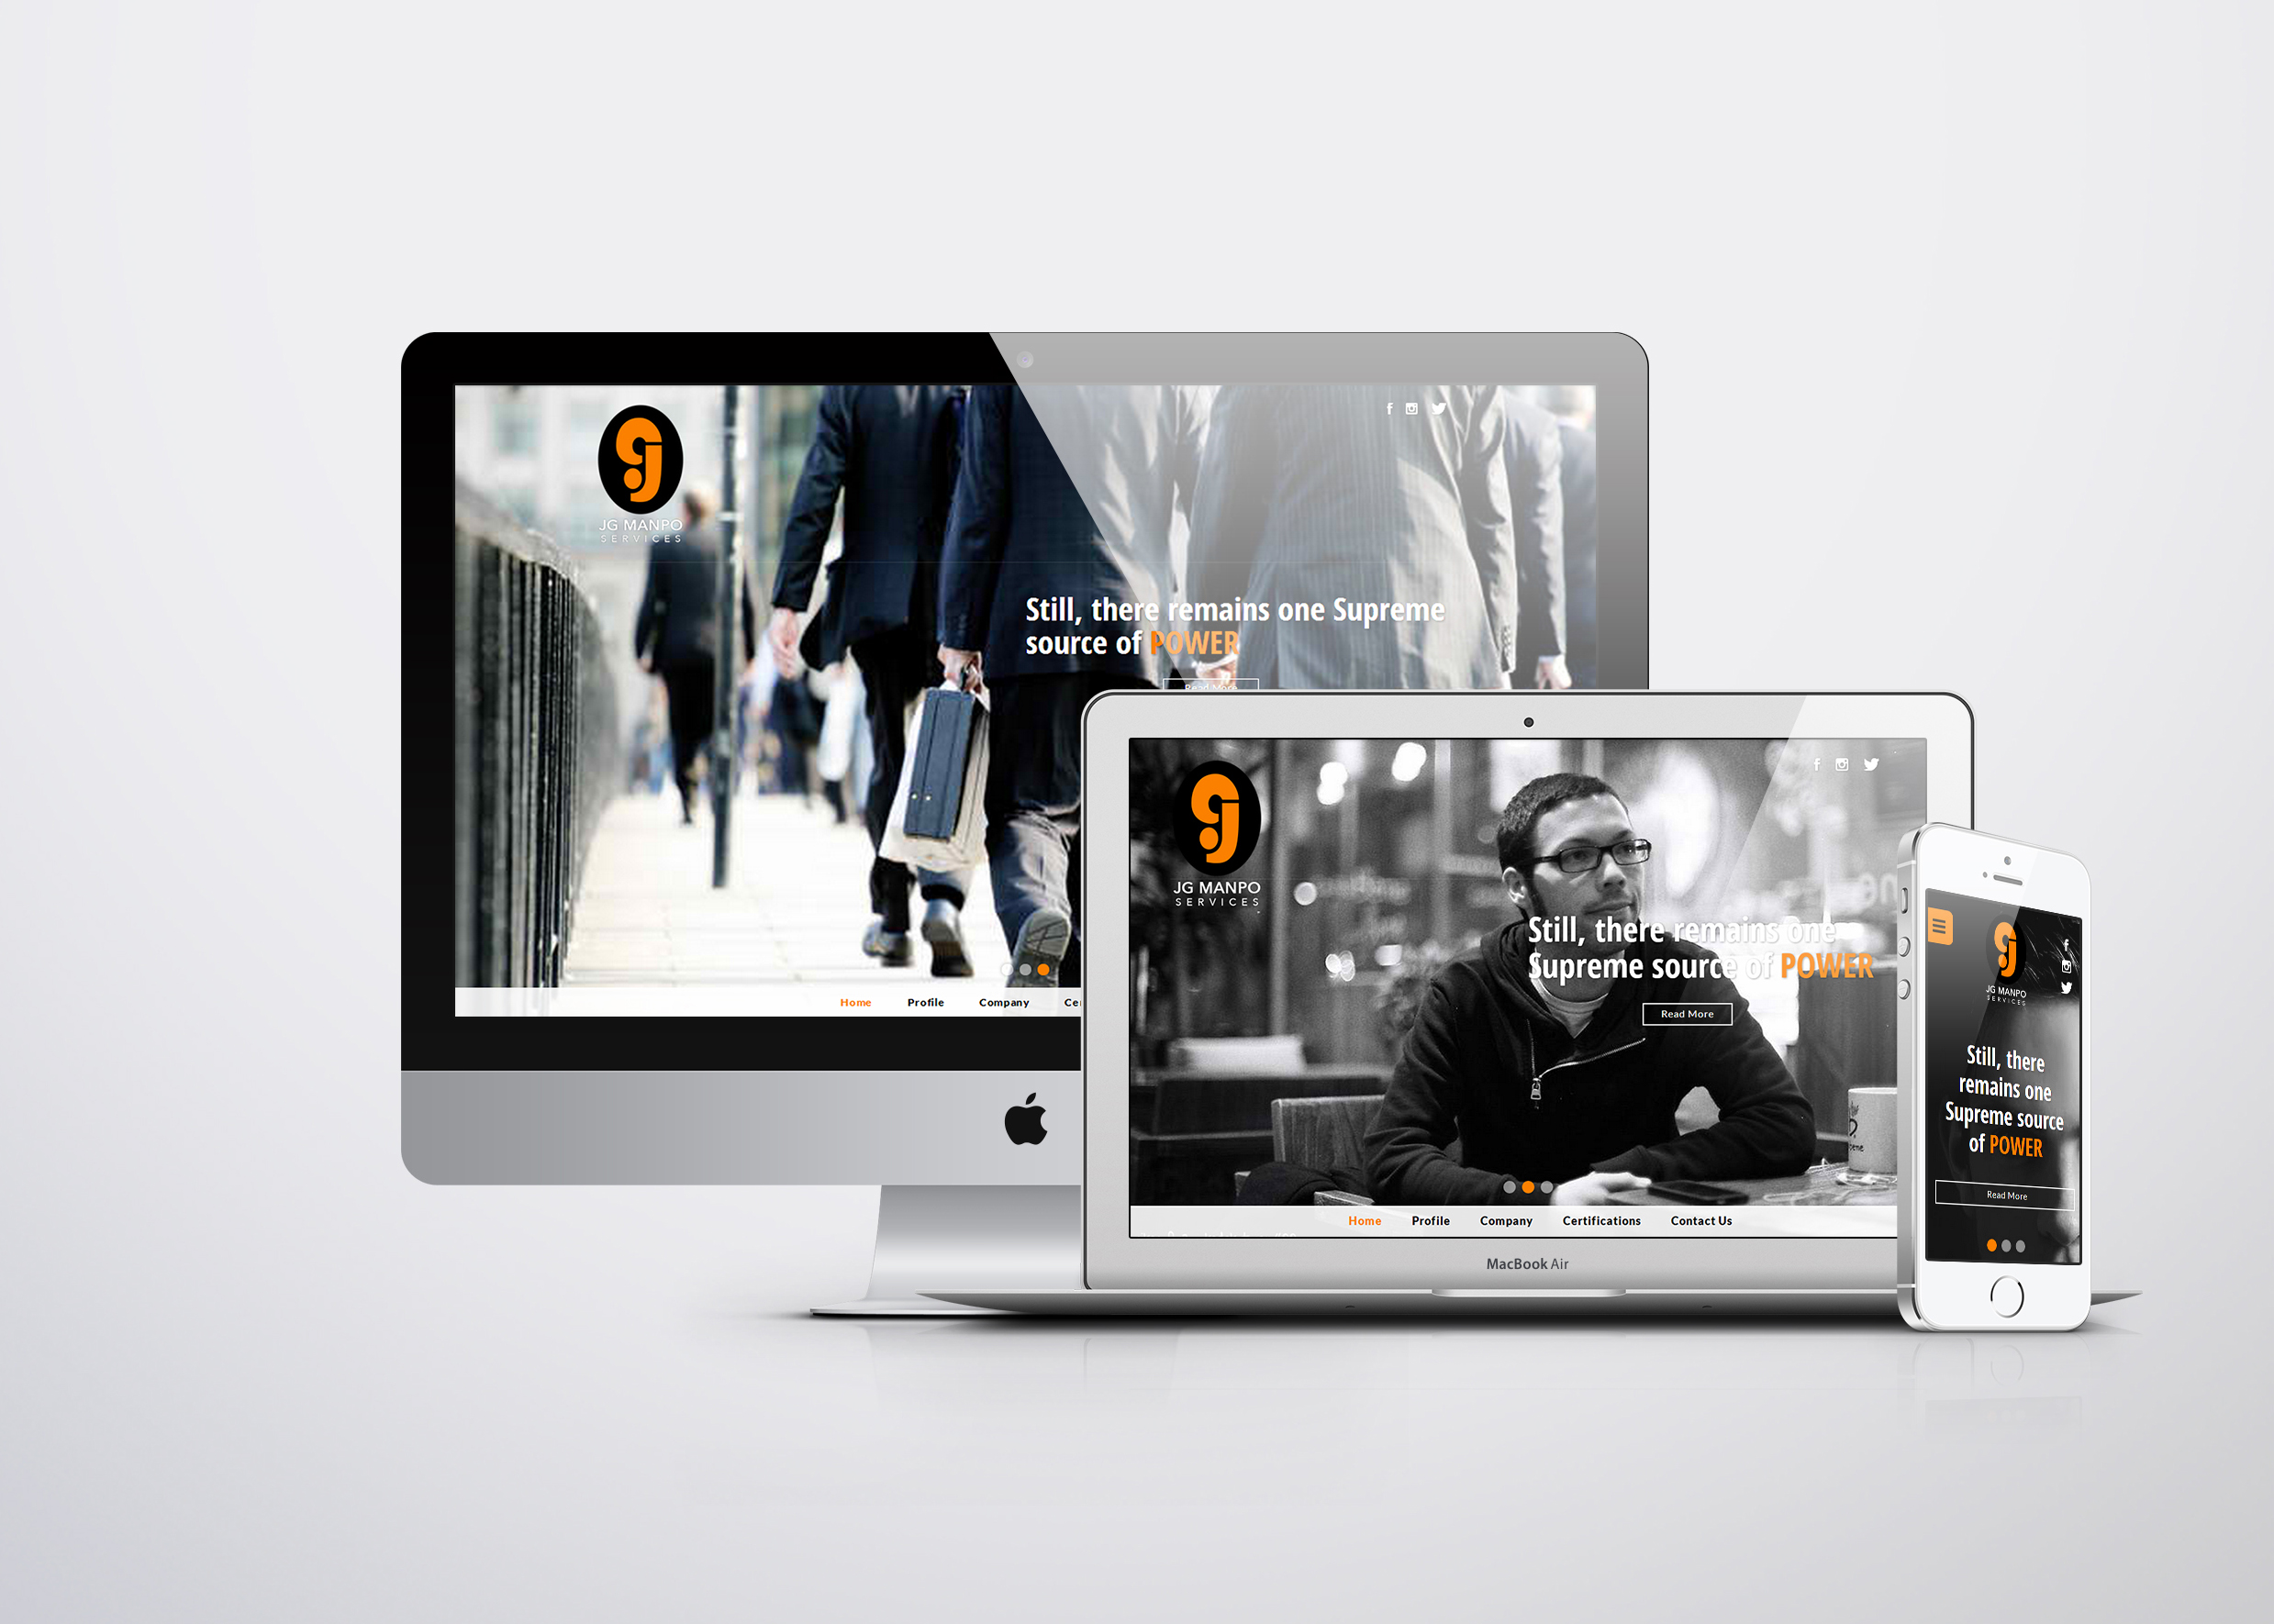 JG MANPO
SERVICES
Still, there remains one Supreme
source of POWER
Read More
Home Profile Company
JG MANPO
SERVICES
Still, there remains one
Supreme source of POWER
Read More
Home Profile Company Certifications Contact Us
MacBook Air
JG MANPO
SERVICES
Still, there
remains one
Supreme source
of POWER
Read More